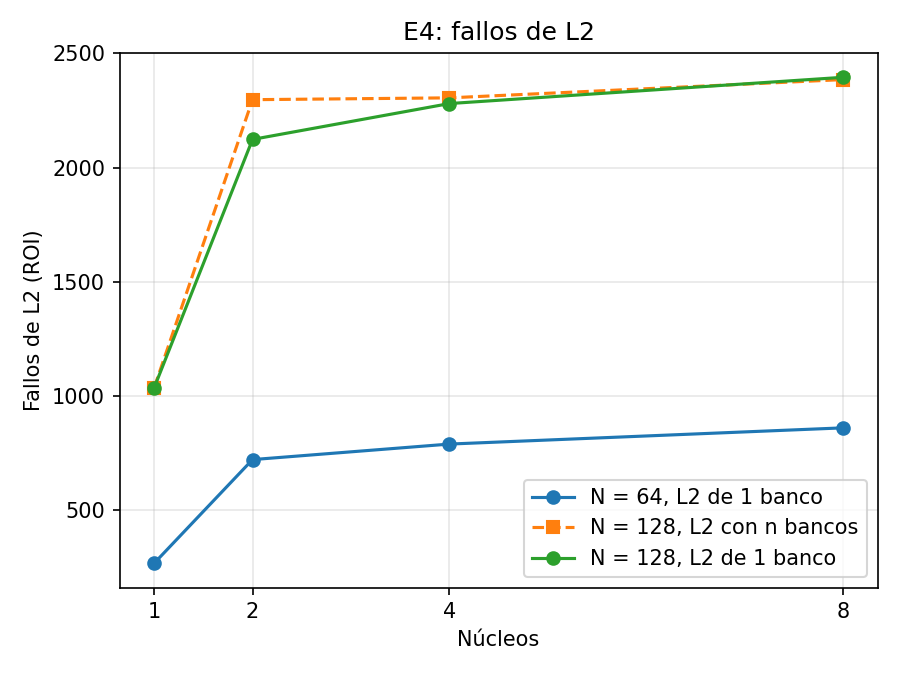 E4: fallos de L2
2500
2000
1500
1000
500
Fallos de L2 (ROI)
N = 64, L2 de 1 banco
N = 128, L2 con n bancos
N = 128, L2 de 1 banco
1 2 4 8
Núcleos